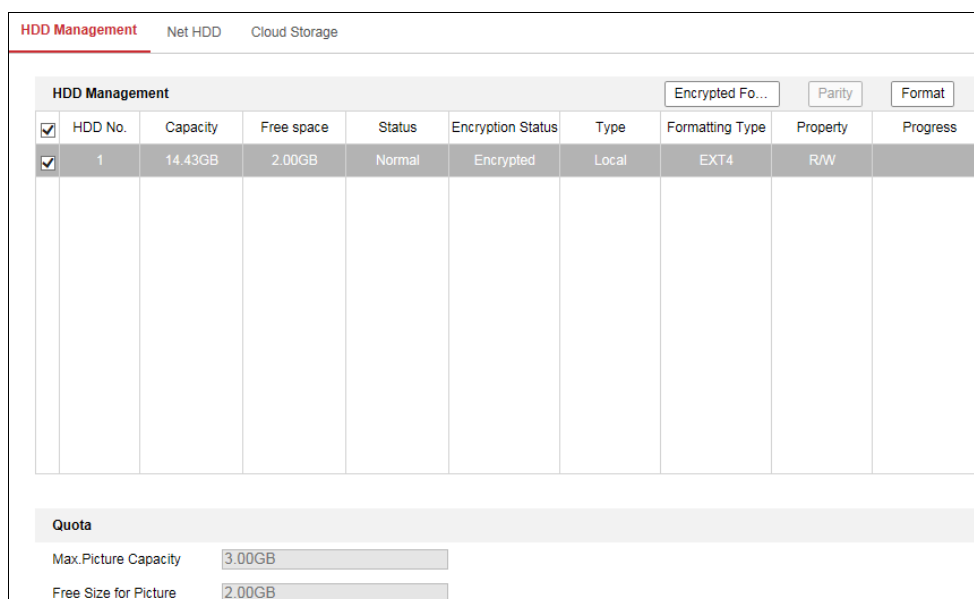 HDD Management Net HDD Cloud Storage
HDD Management Encrypted Fo... Parity Format
HDD No. Capacity Free space Status Encryption Status Type Formatting Type Property Progress
1 14.43GB 2.00GB Normal Encrypted Local EXT4 R/W
Quota
Max.Picture Capacity 3.00GB
Free Size for Picture 2.00GB